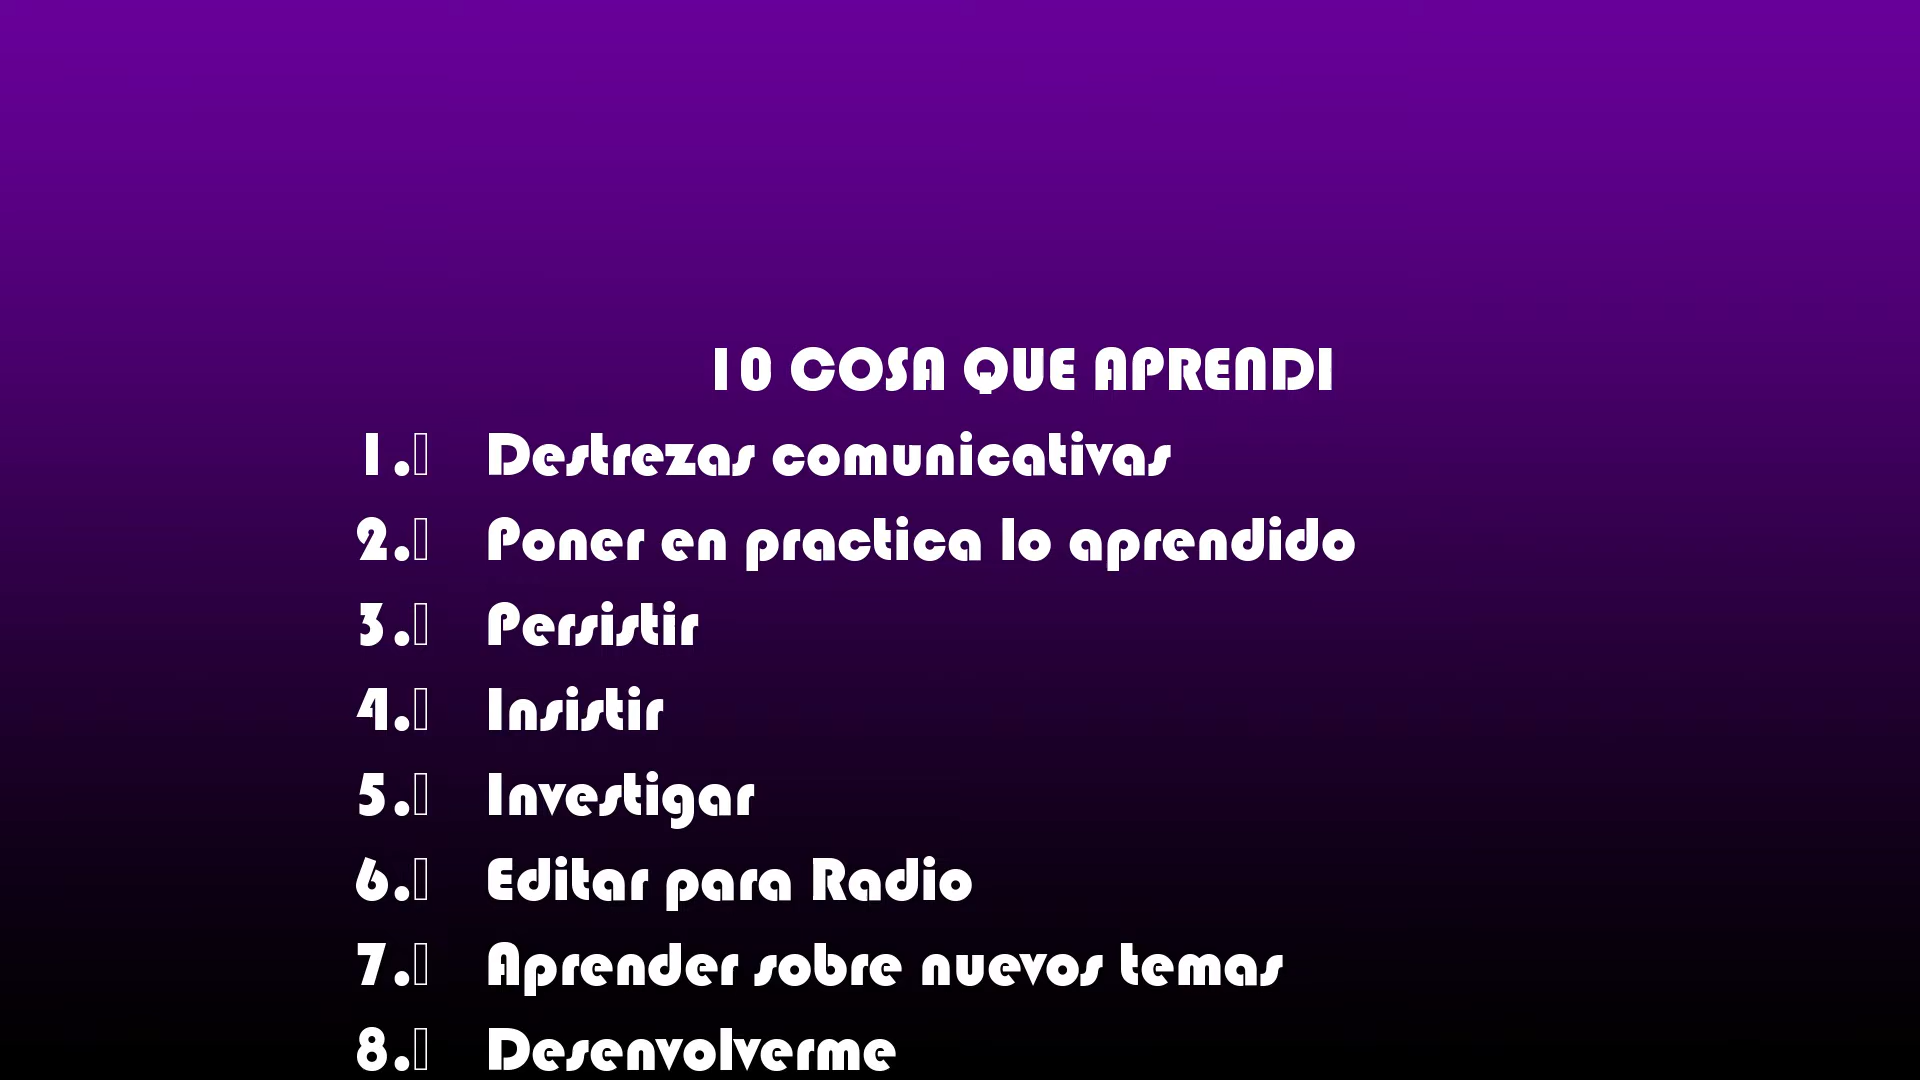 10 COSA QUE APRENDI
1. Destrezas comunicativas
2. Poner en practica lo aprendido
3. Persistir
4. Insistir
5. Investigar
6. Editar para Radio
7. Aprender sobre nuevos temas
8. Desenvolverme